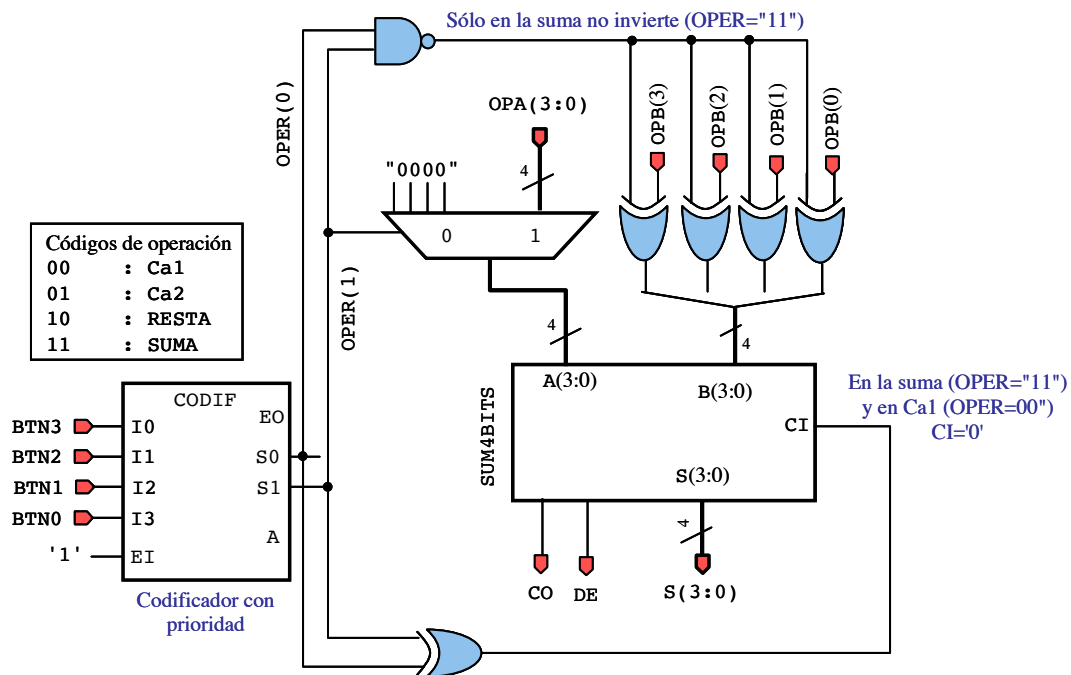 Sólo en la suma no invierte (OPER="11")
OPER(0)
OPA(3:0)
OPB(3)
OPB(2)
OPB(1)
OPB(0)
"0000"
4
0
1
Códigos de operación
00 : Ca1
01 : Ca2
10 : RESTA
11 : SUMA
OPER(1)
4
4
A(3:0)
B(3:0)
CI
SUM4BITS
S(3:0)
En la suma (OPER="11")
y en Ca1 (OPER=00")
CI='0'
CODIF
EO
BTN3
I0
BTN2
I1
S0
BTN1
I2
S1
BTN0
I3
A
'1'
EI
4
CO
DE
S(3:0)
Codificador con
prioridad